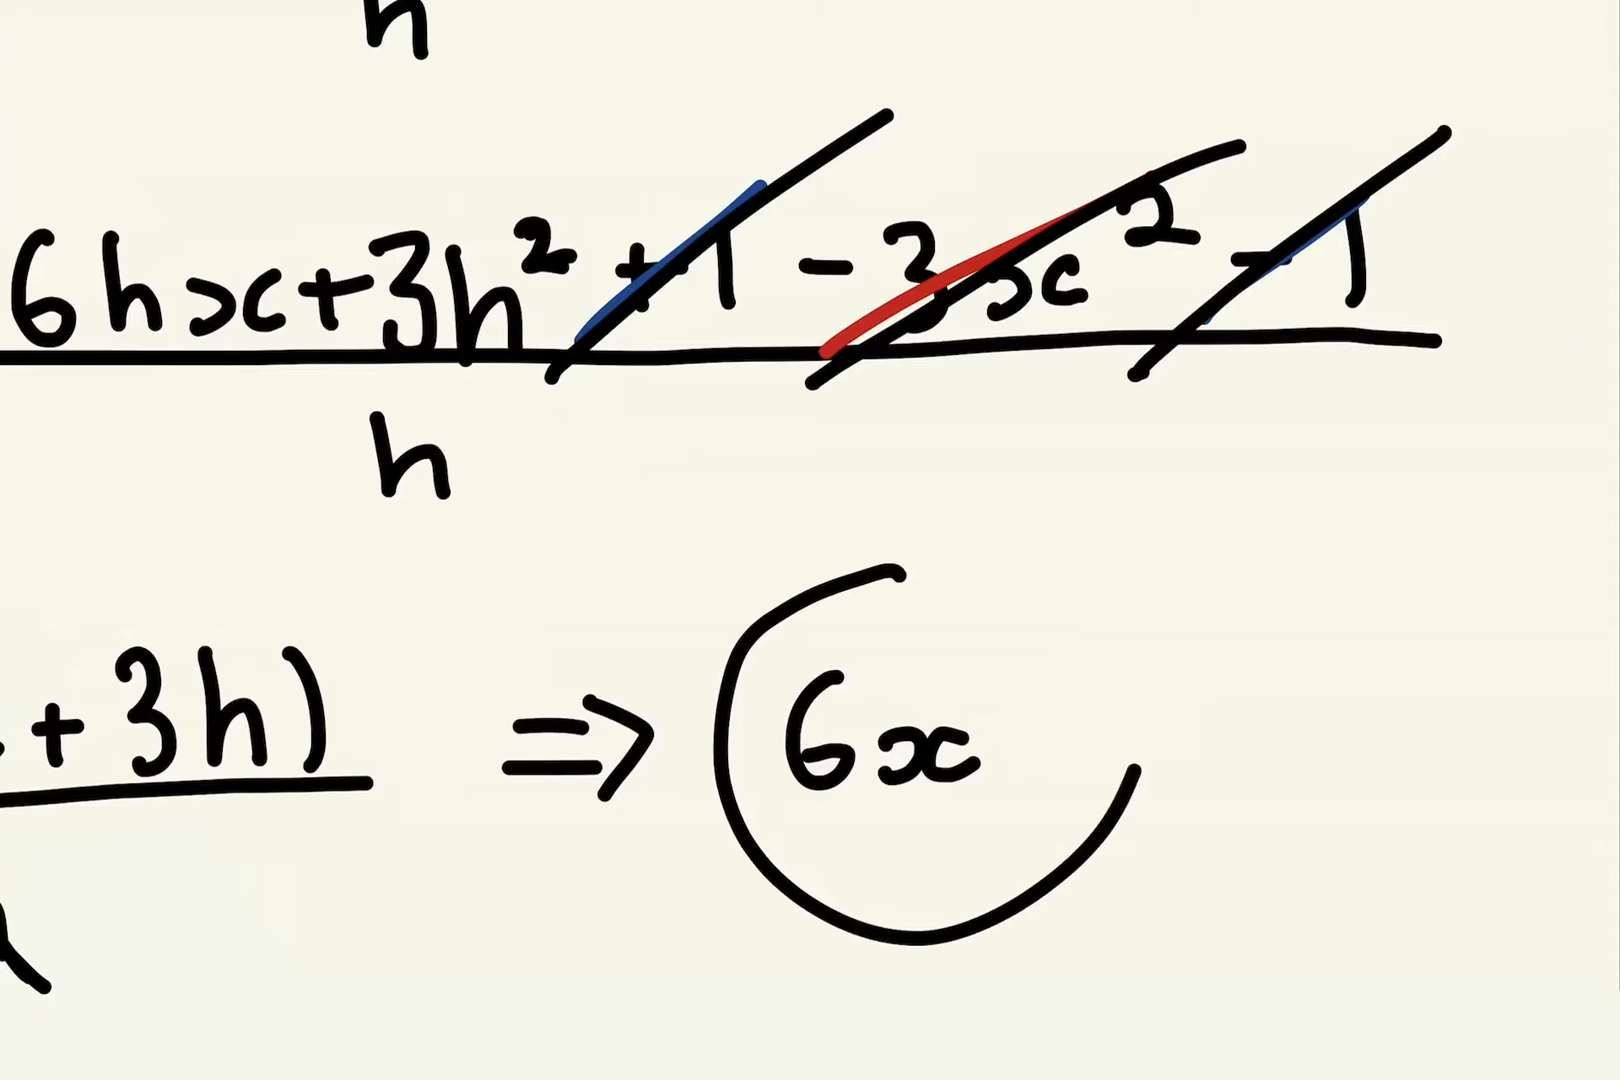 h
6hx+3h² +1 - 3x² - 1
h
+ 3h) ⇒ 6x